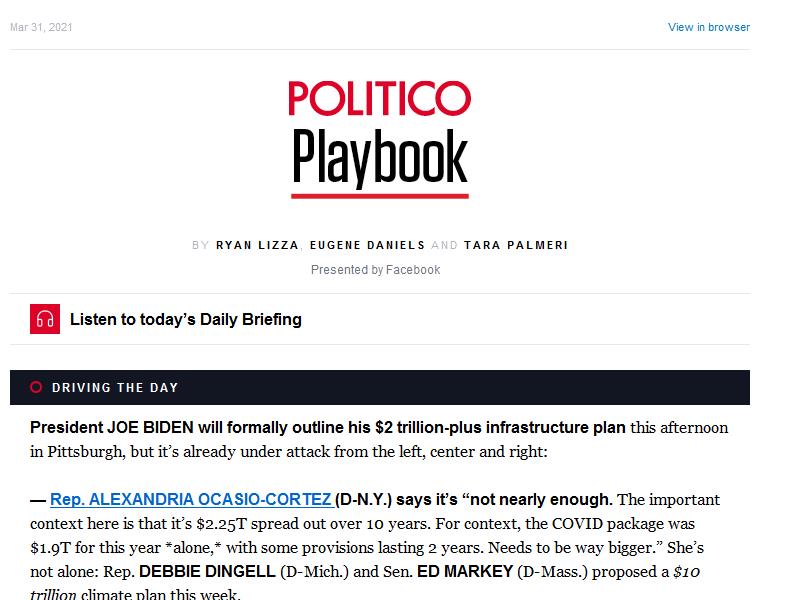 Mar 31, 2021
View in browser
POLITICO
Playbook
BY RYAN LIZZA, EUGENE DANIELS AND TARA PALMERI
Presented by Facebook
Listen to today’s Daily Briefing
DRIVING THE DAY
President JOE BIDEN will formally outline his $2 trillion-plus infrastructure plan this afternoon
in Pittsburgh, but it’s already under attack from the left, center and right:
— Rep. ALEXANDRIA OCASIO-CORTEZ (D-N.Y.) says it’s “not nearly enough. The important
context here is that it’s $2.25T spread out over 10 years. For context, the COVID package was
$1.9T for this year *alone,* with some provisions lasting 2 years. Needs to be way bigger.” She’s
not alone: Rep. DEBBIE DINGELL (D-Mich.) and Sen. ED MARKEY (D-Mass.) proposed a $10
trillion climate plan this week.